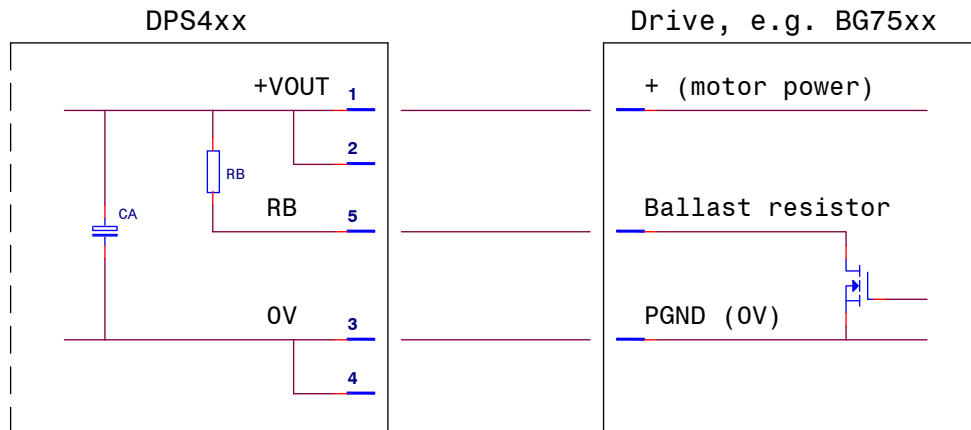 DPS4xx
Drive, e.g. BG75xx
+VOUT 1
+ (motor power)
2
RB
CA
RB 5
Ballast resistor
0V 3
PGND (0V)
4